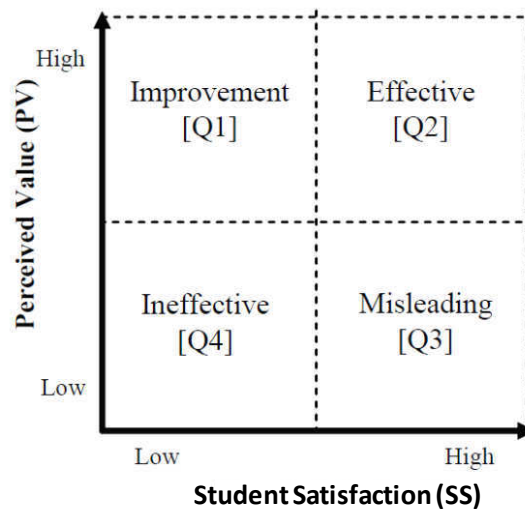 High
Improvement
[Q1]
Effective
[Q2]
Perceived Value (PV)
Ineffective
[Q4]
Misleading
[Q3]
Low
Low
High
Student Satisfaction (SS)